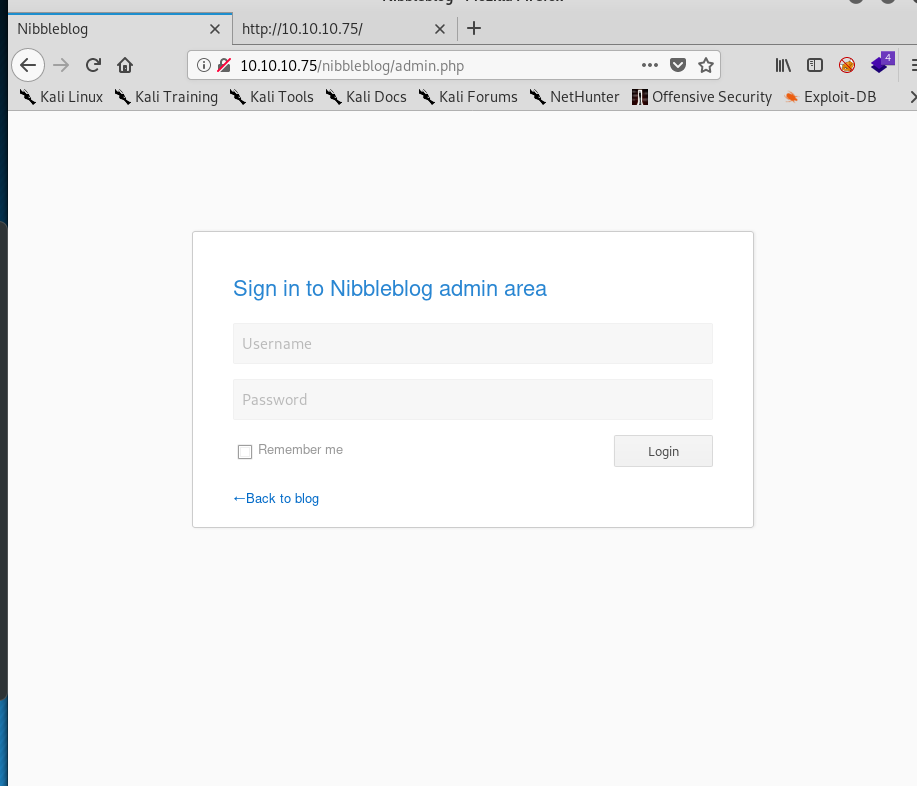 Nibbleblog - Mozilla Firefox
Nibbleblog
http://10.10.10.75/
10.10.10.75/nibbleblog/admin.php
4
Kali Linux Kali Training Kali Tools Kali Docs Kali Forums NetHunter Offensive Security Exploit-DB
Sign in to Nibbleblog admin area
Username
Password
Remember me
Login
←Back to blog